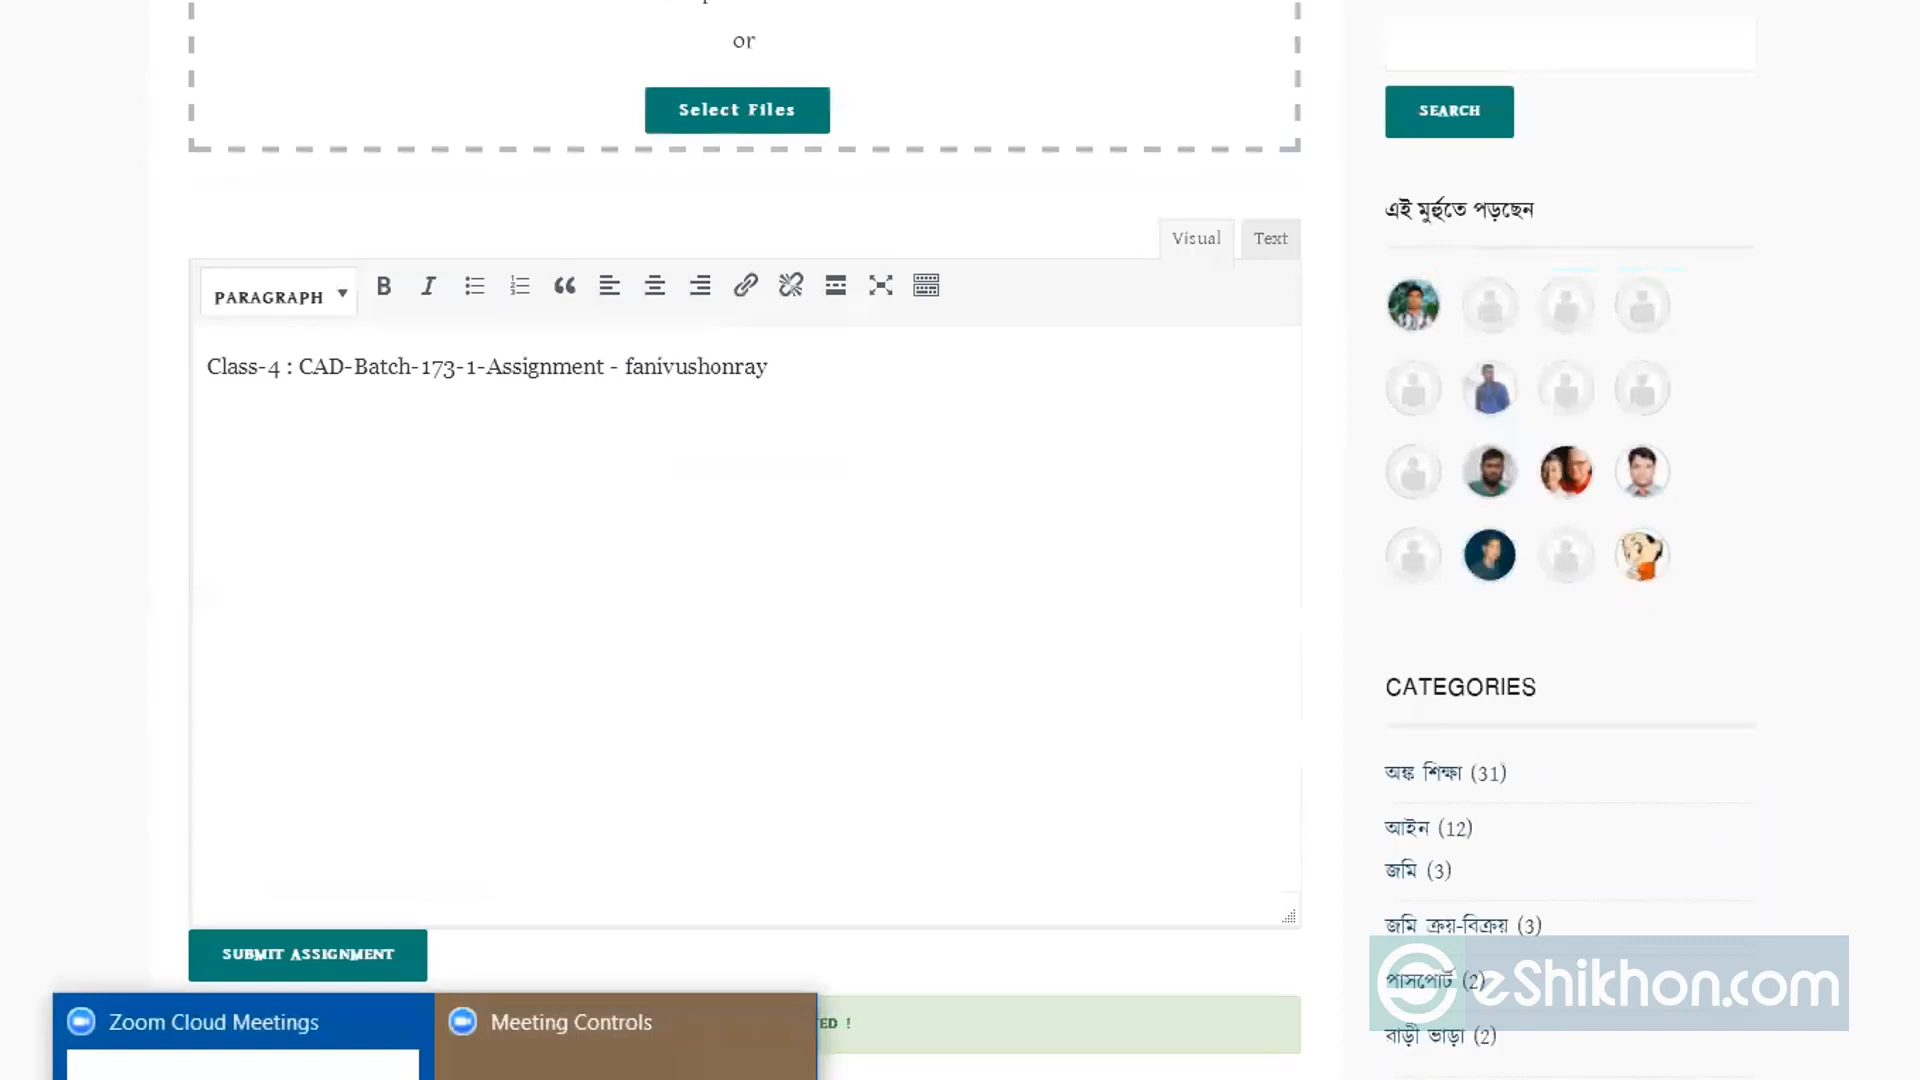 or
Select Files
SEARCH
এই মুহুর্তে পড়ছেন
Visual
Text
PARAGRAPH
Class-4 : CAD-Batch-173-1-Assignment - fanivushonray
CATEGORIES
অঙ্ক শিক্ষা (31)
আইন (12)
জমি (3)
জমি ক্রয়-বিক্রয় (3)
পাসপোর্ট (2)
বাড়ী ভাড়া (2)
SUBMIT ASSIGNMENT
Zoom Cloud Meetings
Meeting Controls
ED !
eShikhon.com